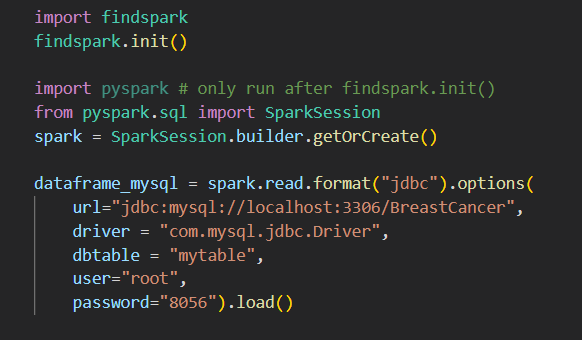 import findspark
findspark.init()
import pyspark # only run after findspark.init()
from pyspark.sql import SparkSession
spark = SparkSession.builder.getOrCreate()
dataframe_mysql = spark.read.format("jdbc").options(
url="jdbc:mysql://localhost:3306/BreastCancer",
driver = "com.mysql.jdbc.Driver",
dbtable = "mytable",
user="root",
password="8056").load()